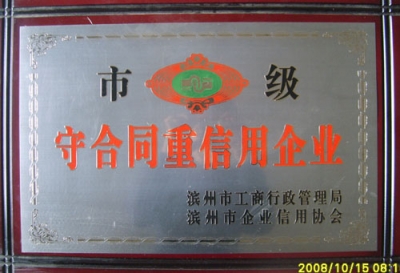 市 级
守合同重信用企业
滨州市工商行政管理局
滨州市企业信用协会
2008/10/15 08:1